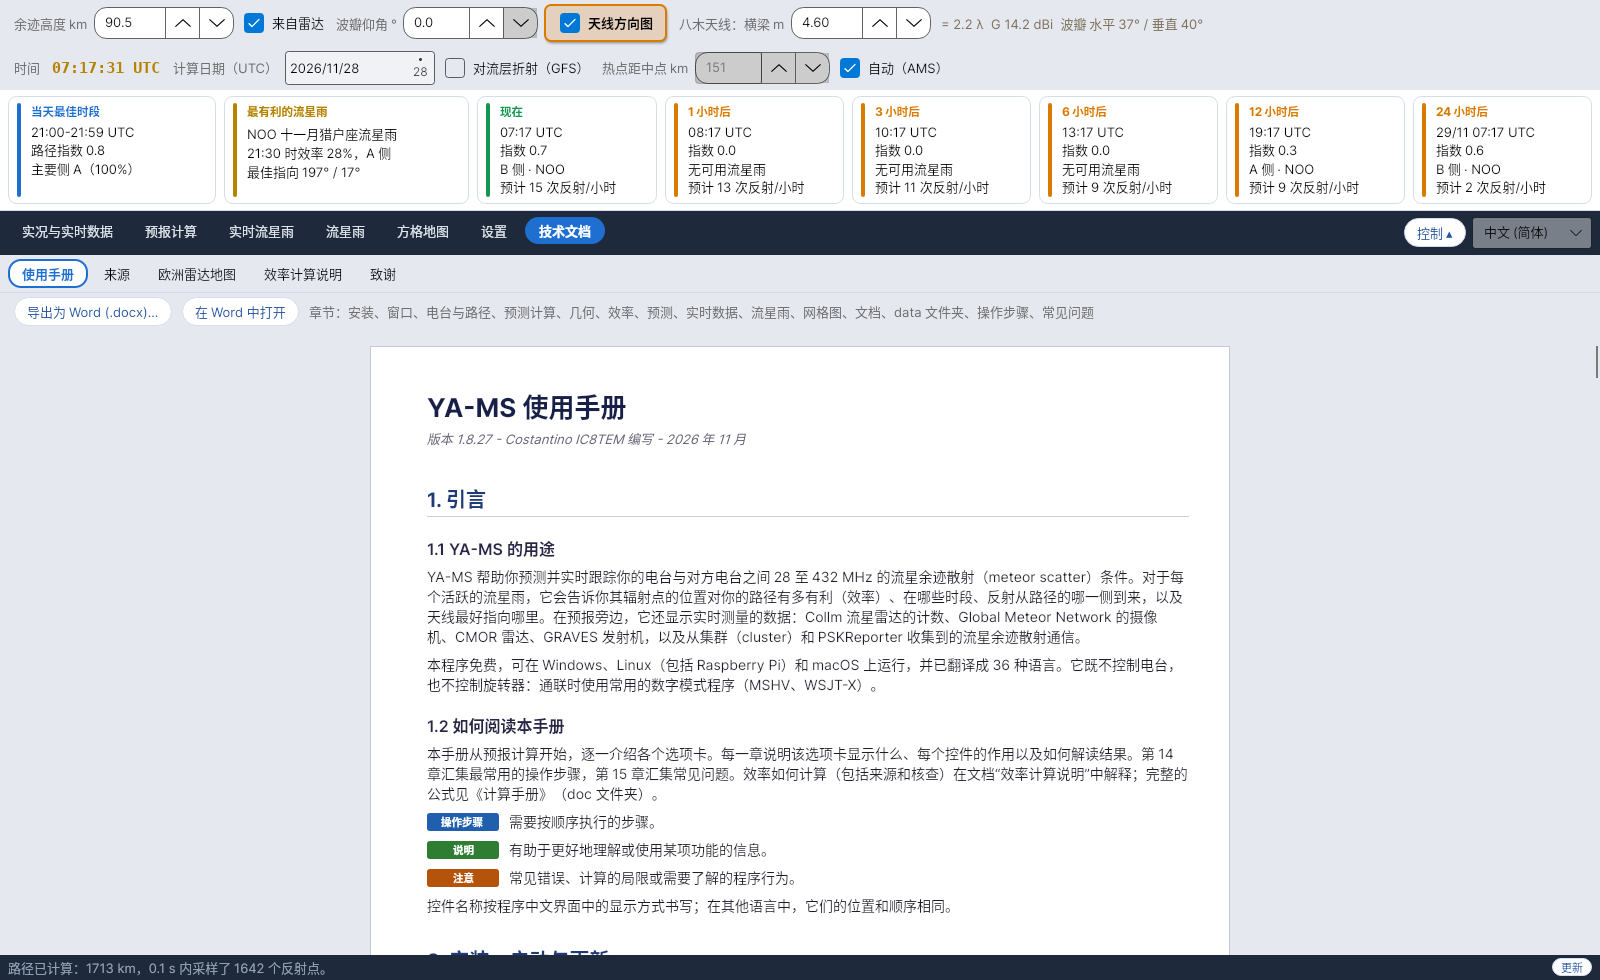 余迹高度 km 90.5 来自雷达 波瓣仰角 ° 0.0 天线方向图 八木天线：横梁 m 4.60 = 2.2 λ G 14.2 dBi 波瓣 水平 37° / 垂直 40°
时间 07:17:31 UTC 计算日期（UTC） 2026/11/28 28 对流层折射（GFS） 热点距中点 km 151 自动（AMS）
当天最佳时段
21:00-21:59 UTC
路径指数 0.8
主要侧 A（100%）
最有利的流星雨
NOO 十一月猎户座流星雨
21:30 时效率 28%，A 侧
最佳指向 197° / 17°
现在
07:17 UTC
指数 0.7
B 侧 · NOO
预计 15 次反射/小时
1 小时后
08:17 UTC
指数 0.0
无可用流星雨
预计 13 次反射/小时
3 小时后
10:17 UTC
指数 0.0
无可用流星雨
预计 11 次反射/小时
6 小时后
13:17 UTC
指数 0.0
无可用流星雨
预计 9 次反射/小时
12 小时后
19:17 UTC
指数 0.3
A 侧 · NOO
预计 9 次反射/小时
24 小时后
29/11 07:17 UTC
指数 0.6
B 侧 · NOO
预计 2 次反射/小时
实况与实时数据 预报计算 实时流星雨 流星雨 方格地图 设置 技术文档 控制 ▴ 中文 (简体)
使用手册 来源 欧洲雷达地图 效率计算说明 致谢
导出为 Word (.docx)... 在 Word 中打开 章节：安装、窗口、电台与路径、预测计算、几何、效率、预测、实时数据、流星雨、网格图、文档、data 文件夹、操作步骤、常见问题
YA-MS 使用手册
版本 1.8.27 - Costantino IC8TEM 编写 - 2026 年 11 月
1. 引言
1.1 YA-MS 的用途
YA-MS 帮助你预测并实时跟踪你的电台与对方电台之间 28 至 432 MHz 的流星余迹散射（meteor scatter）条件。对于每
个活跃的流星雨，它会告诉你其辐射点的位置对你的路径有多有利（效率）、在哪些时段、反射从路径的哪一侧到来，以及
天线最好指向哪里。在预报旁边，它还显示实时测量的数据：Collm 流星雷达的计数、Global Meteor Network 的摄像
机、CMOR 雷达、GRAVES 发射机，以及从集群（cluster）和 PSKReporter 收集到的流星余迹散射通信。
本程序免费，可在 Windows、Linux（包括 Raspberry Pi）和 macOS 上运行，并已翻译成 36 种语言。它既不控制电台，
也不控制旋转器：通联时使用常用的数字模式程序（MSHV、WSJT-X）。
1.2 如何阅读本手册
本手册从预报计算开始，逐一介绍各个选项卡。每一章说明该选项卡显示什么、每个控件的作用以及如何解读结果。第 14
章汇集最常用的操作步骤，第 15 章汇集常见问题。效率如何计算（包括来源和核查）在文档“效率计算说明”中解释；完整的
公式见《计算手册》（doc 文件夹）。
操作步骤 需要按顺序执行的步骤。
说明 有助于更好地理解或使用某项功能的信息。
注意 常见错误、计算的局限或需要了解的程序行为。
控件名称按程序中文界面中的显示方式书写；在其他语言中，它们的位置和顺序相同。
路径已计算：1713 km，0.1 s 内采样了 1642 个反射点。 更新